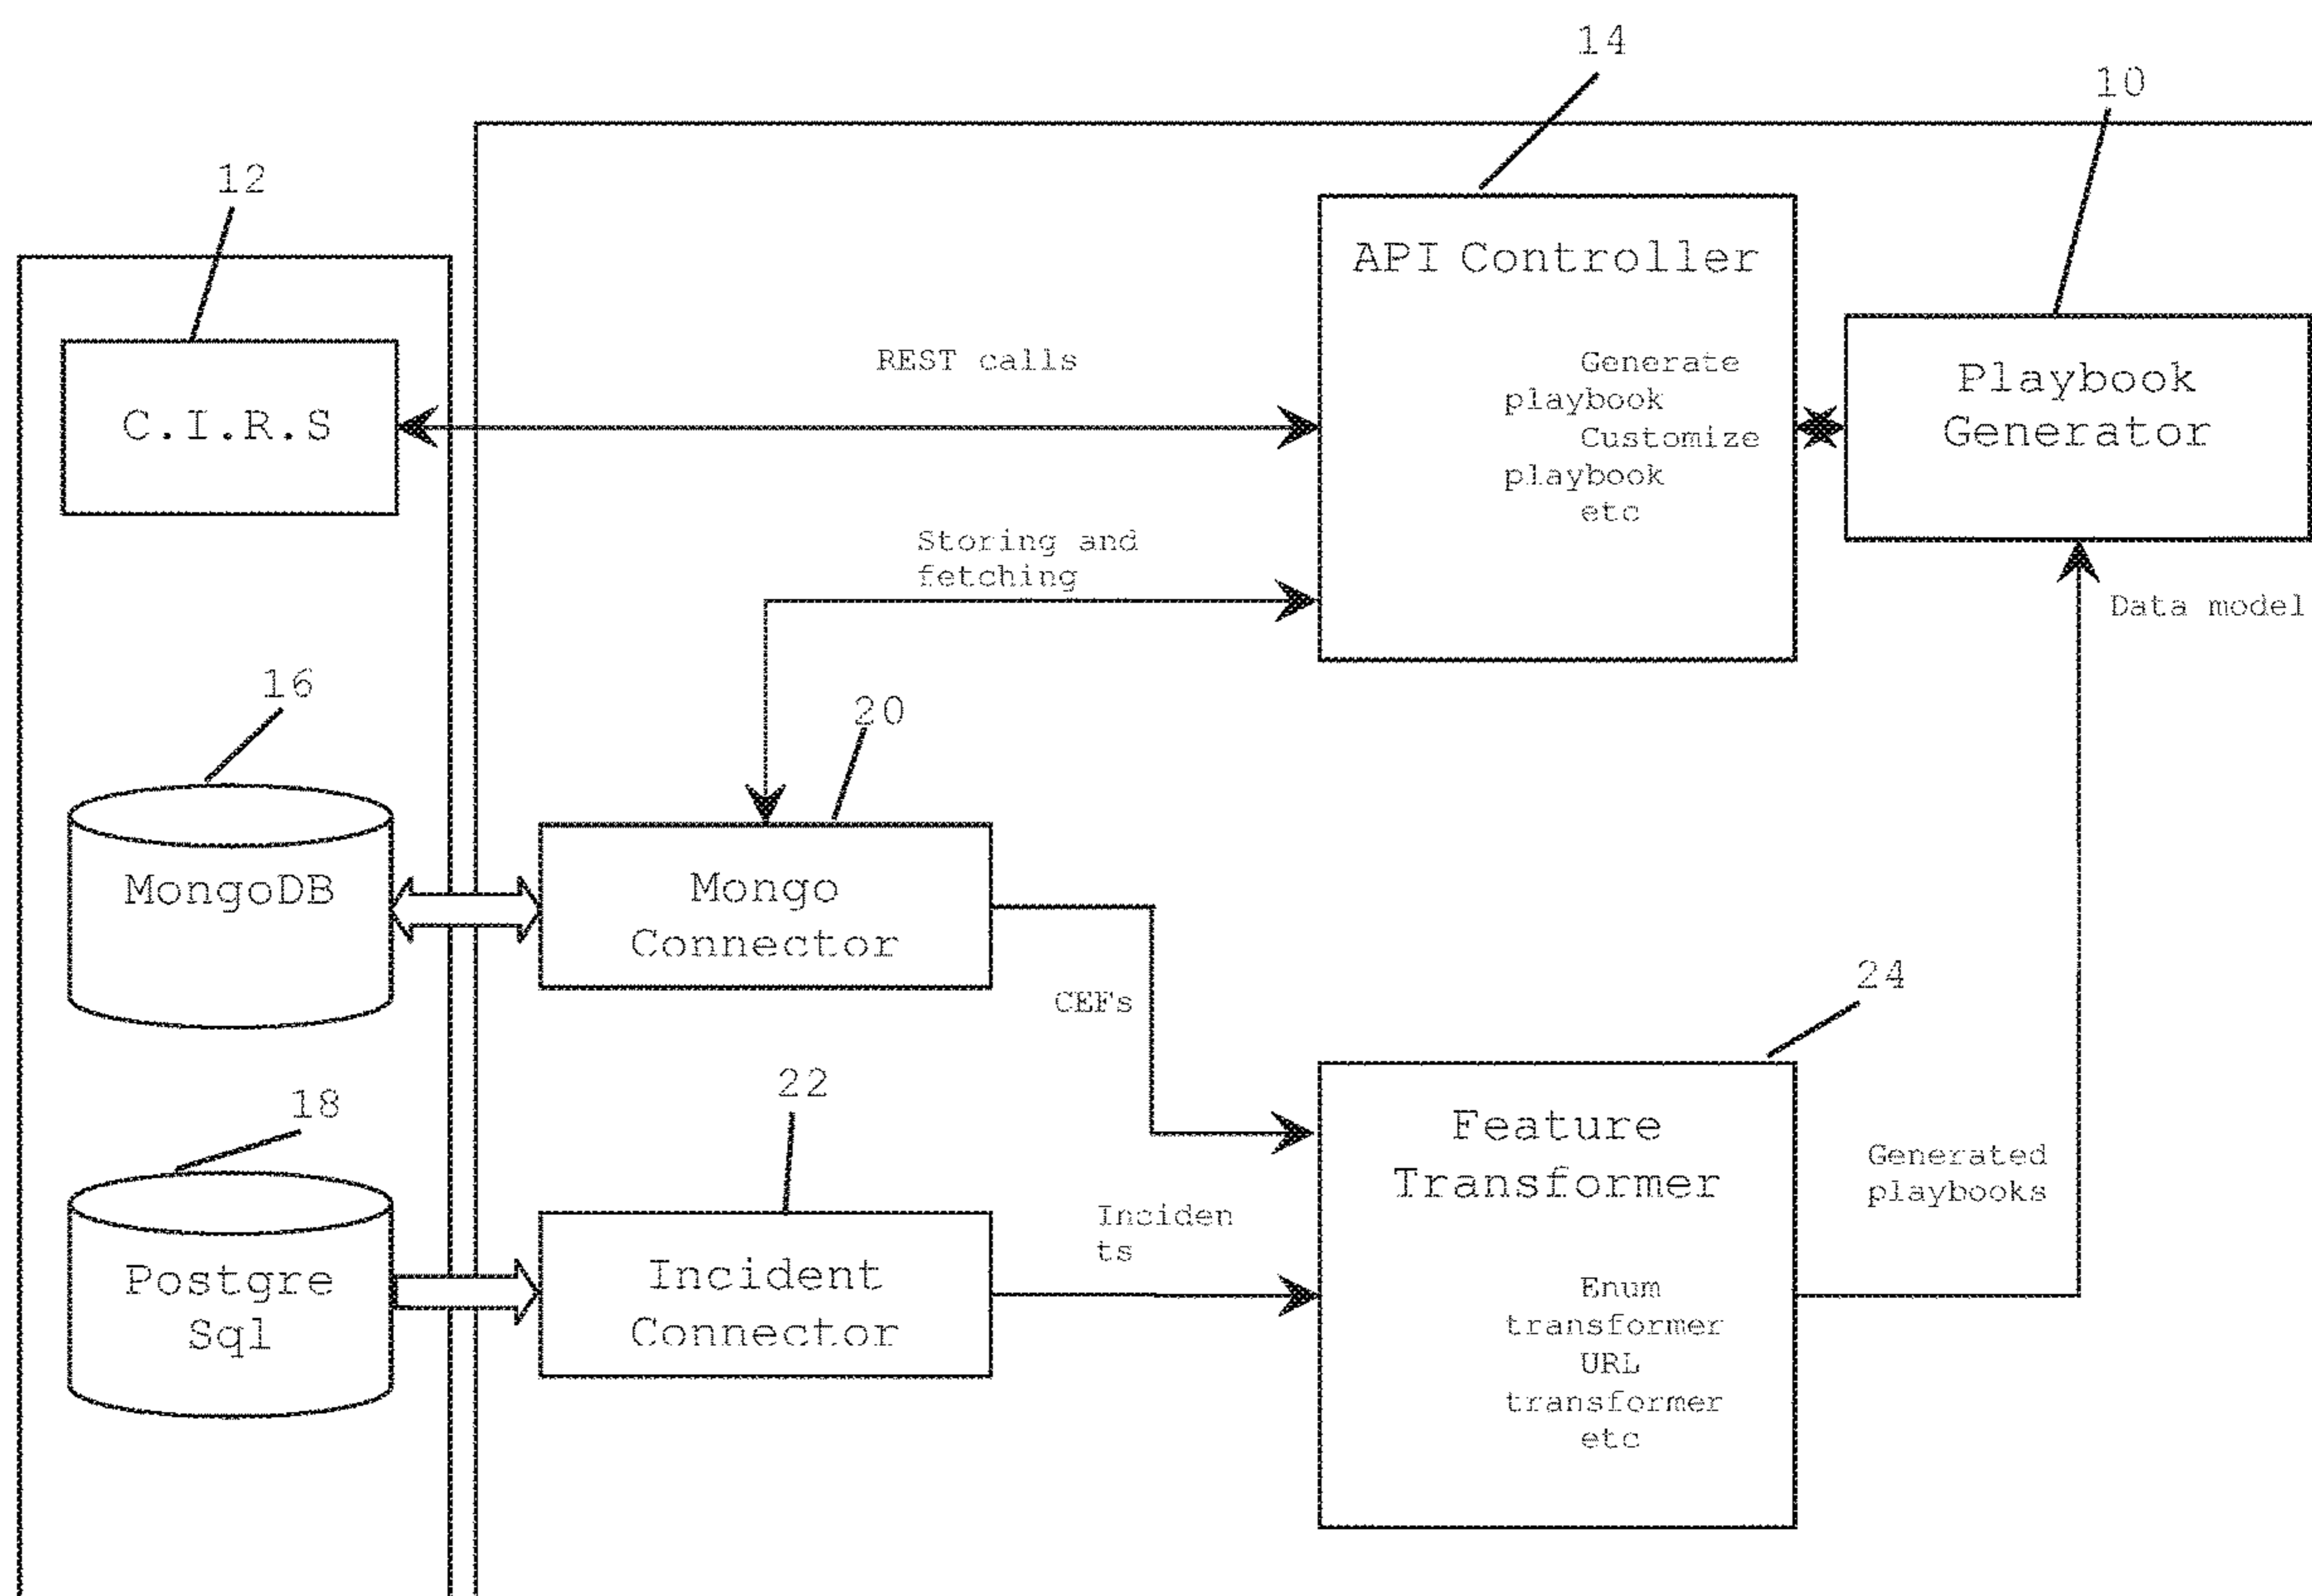 14
10
12
API Controller
Generate
playbook
Customize
playbook
etc
Playbook
Generator
REST calls
C.I.R.S
Storing and
fetching
Data model
16
20
MongoDB
Mongo
Connector
CEFs
24
18
22
Feature
Transformer
Generated
playbooks
Inciden
ts
Postgre
Sql
Incident
Connector
Enum
transformer
URL
transformer
etc